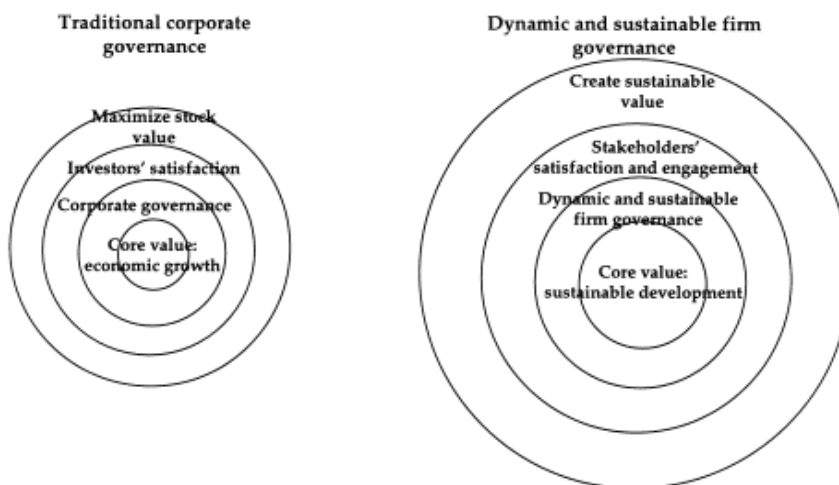 Traditional corporate
governance
Maximize stock
value
Investors' satisfaction
Corporate governance
Core value:
economic growth
Dynamic and sustainable firm
governance
Create sustainable
value
Stakeholders'
satisfaction and engagement
Dynamic and sustainable
firm governance
Core value:
sustainable development